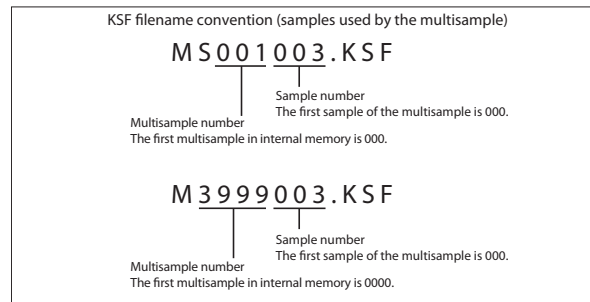 KSF filename convention (samples used by the multisample)
MS001003.KSF
Sample number
The first sample of the multisample is 000.
Multisample number
The first multisample in internal memory is 000.
M3999003.KSF
Sample number
The first sample of the multisample is 000.
Multisample number
The first multisample in internal memory is 0000.